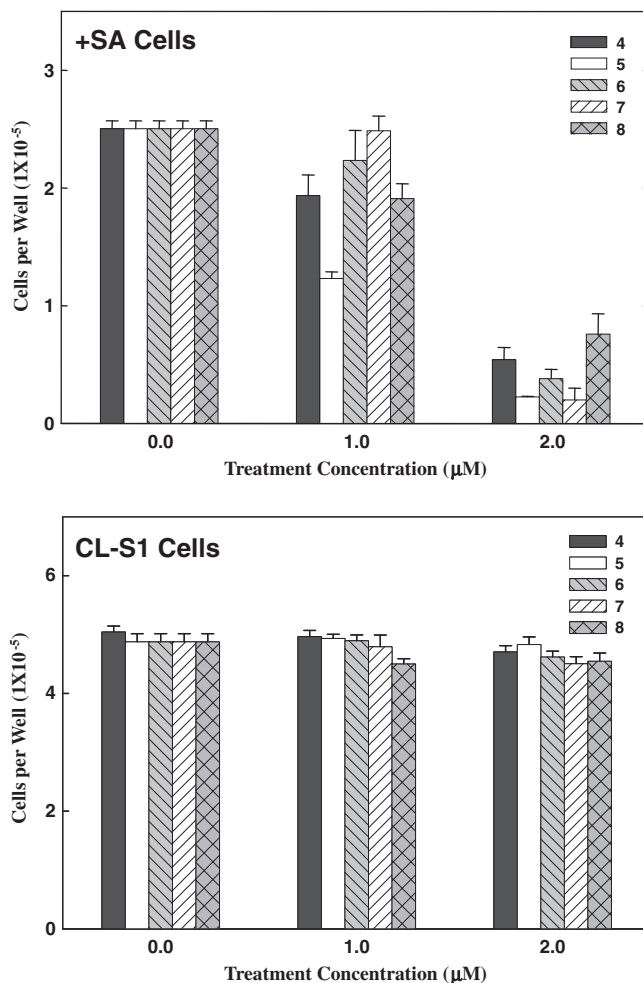 +SA Cells
4
5
6
7
8
3
2
1
0
Cells per Well (1X10⁻⁵)
0.0 1.0 2.0
Treatment Concentration (μM)
CL-S1 Cells
4
5
6
7
8
6
4
2
0
Cells per Well (1X10⁻⁵)
0.0 1.0 2.0
Treatment Concentration (μM)